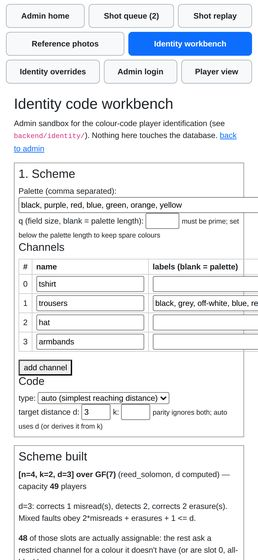 Admin home
Shot queue (2)
Shot replay
Reference photos
Identity workbench
Identity overrides
Admin login
Player view
Identity code workbench
Admin sandbox for the colour-code player identification (see
backend/identity/). Nothing here touches the database. back
to admin
1. Scheme
Palette (comma separated):
black, purple, red, blue, green, orange, yellow
q (field size, blank = palette length): must be prime; set
below the palette length to keep spare colours
Channels
# name labels (blank = palette)
0 tshirt
1 trousers black, grey, off-white, blue, re
2 hat
3 armbands
add channel
Code
type: auto (simplest reaching distance)
target distance d: 3 k: parity ignores both; auto
uses d (or derives it from k)
Scheme built
[n=4, k=2, d=3] over GF(7) (reed_solomon, d computed) —
capacity 49 players
d=3: corrects 1 misread(s), detects 2, corrects 2 erasure(s).
Mixed faults obey 2*misreads + erasures + 1 <= d.
48 of those slots are actually assignable: the rest ask a
restricted channel for a colour it doesn't have (or are slot 0, all-